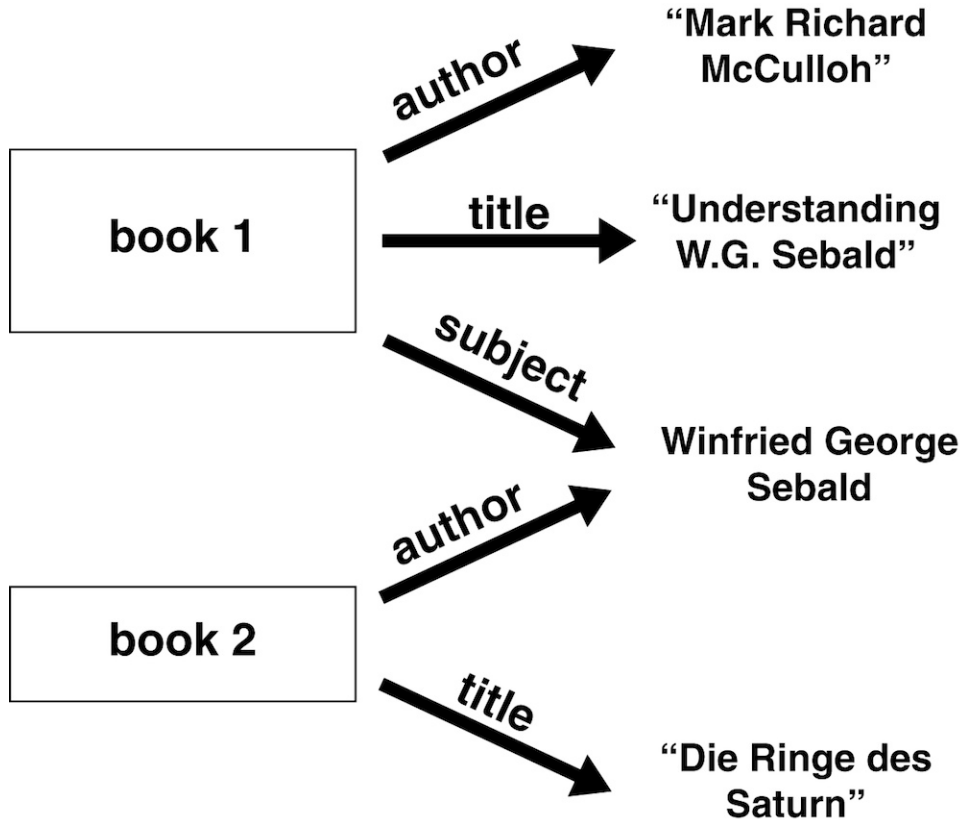 author
“Mark Richard
McCulloh”
book 1
title
“Understanding
W.G. Sebald”
subject
Winfried George
Sebald
author
book 2
title
“Die Ringe des
Saturn”